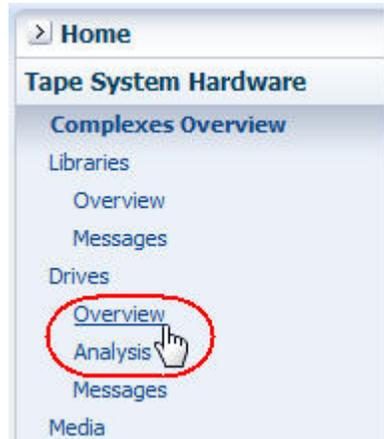 Home
Tape System Hardware
Complexes Overview
Libraries
Overview
Messages
Drives
Overview
Analysis
Messages
Media